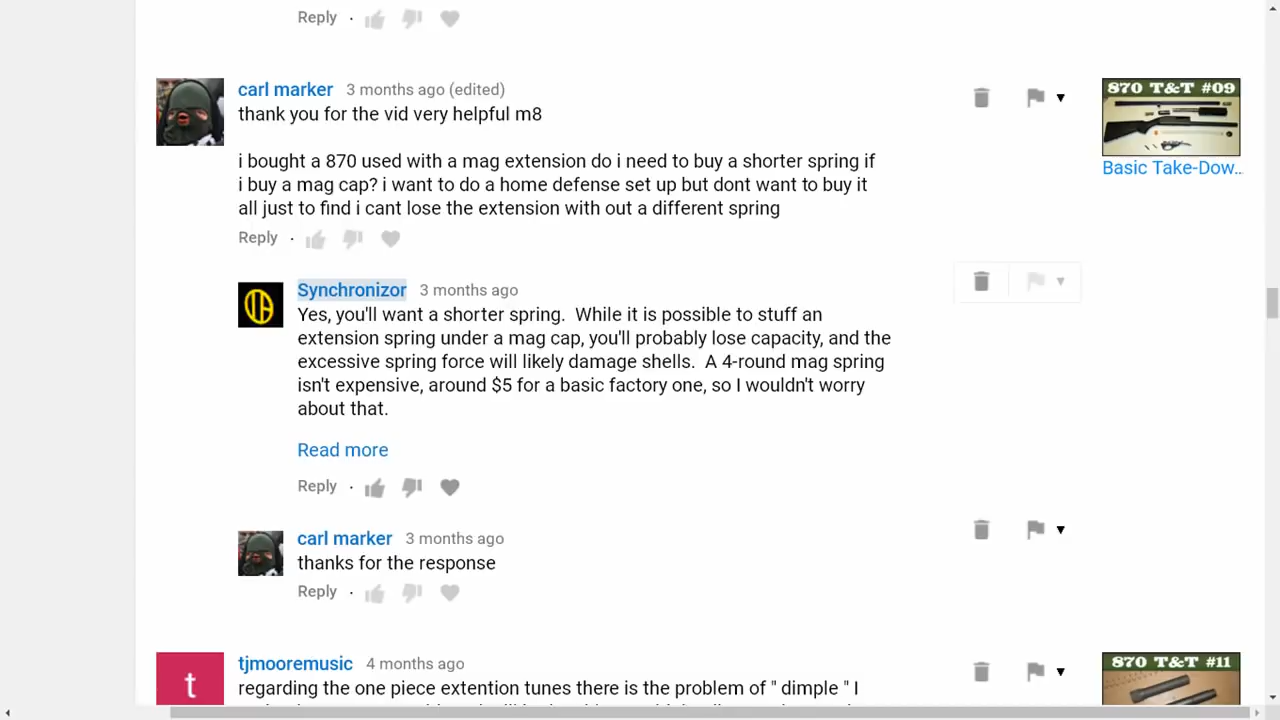 Reply ·
carl marker 3 months ago (edited)
thank you for the vid very helpful m8
i bought a 870 used with a mag extension do i need to buy a shorter spring if
i buy a mag cap? i want to do a home defense set up but dont want to buy it
all just to find i cant lose the extension with out a different spring
Reply ·
870 T&T #09
Basic Take-Dow...
Synchronizor 3 months ago
Yes, you'll want a shorter spring.  While it is possible to stuff an
extension spring under a mag cap, you'll probably lose capacity, and the
excessive spring force will likely damage shells.  A 4-round mag spring
isn't expensive, around $5 for a basic factory one, so I wouldn't worry
about that.
Read more
Reply ·
carl marker 3 months ago
thanks for the response
Reply ·
t
tjmooremusic 4 months ago
regarding the one piece extention tunes there is the problem of " dimple " I
870 T&T #11